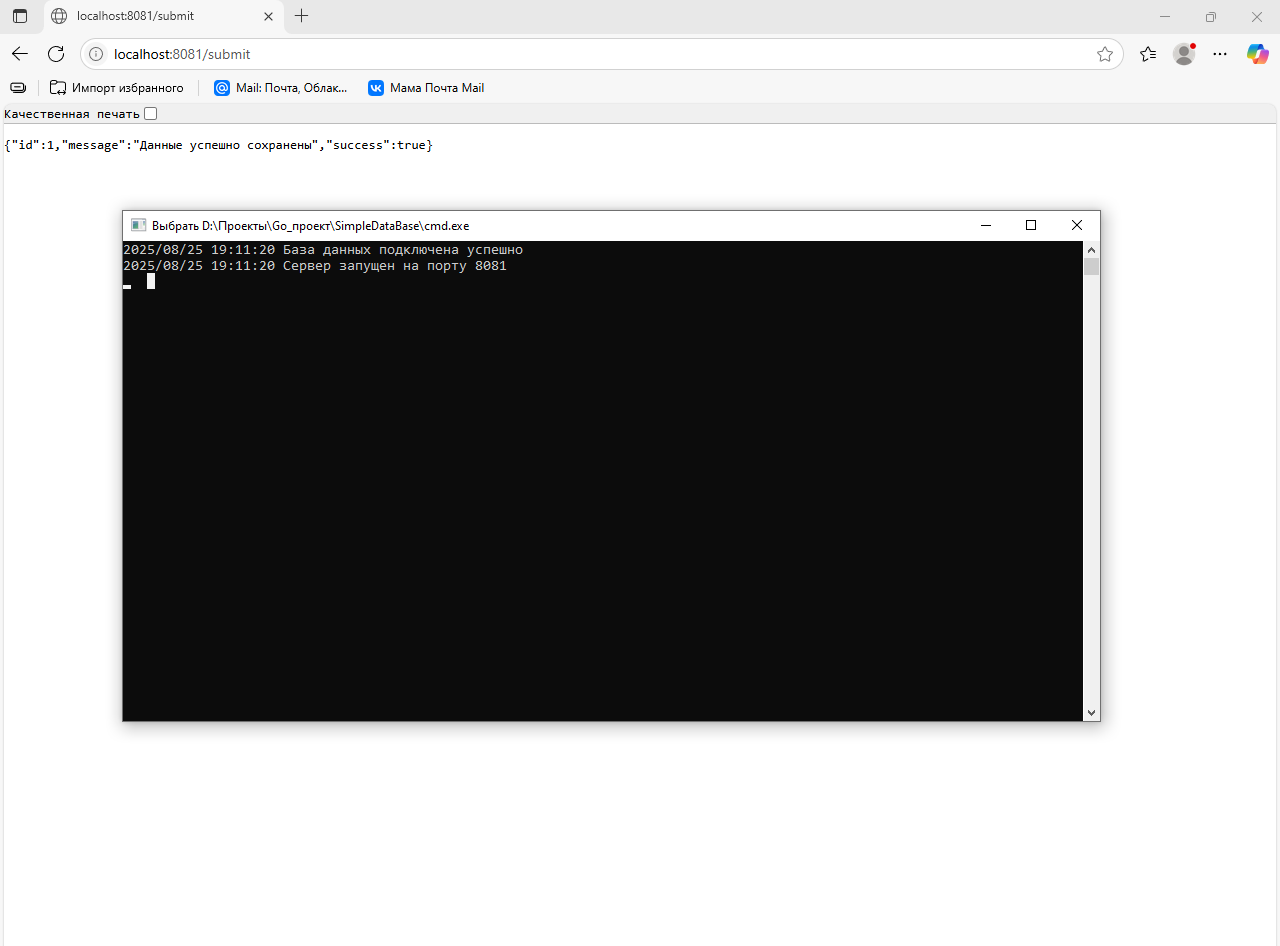 localhost:8081/submit
localhost:8081/submit
Импорт избранного
Mail: Почта, Облак...
Мама Почта Mail
Качественная печать
{"id":1,"message":"Данные успешно сохранены","success":true}
Выбрать D:\Проекты\Go_проект\SimpleDataBase\cmd.exe
2025/08/25 19:11:20 База данных подключена успешно
2025/08/25 19:11:20 Сервер запущен на порту 8081